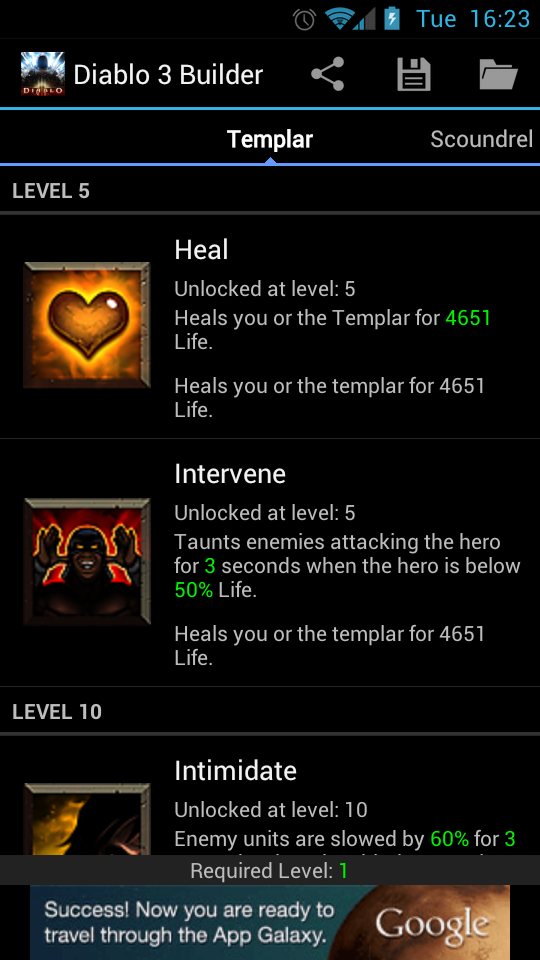 Tue 16:23
DIABLO
Diablo 3 Builder
Templar
Scoundrel
LEVEL 5
Heal
Unlocked at level: 5
Heals you or the Templar for 4651
Life.
Heals you or the templar for 4651
Life.
Intervene
Unlocked at level: 5
Taunts enemies attacking the hero
for 3 seconds when the hero is below
50% Life.
Heals you or the templar for 4651
Life.
LEVEL 10
Intimidate
Unlocked at level: 10
Enemy units are slowed by 60% for 3
Required Level: 1
Success! Now you are ready to
travel through the App Galaxy.
Google